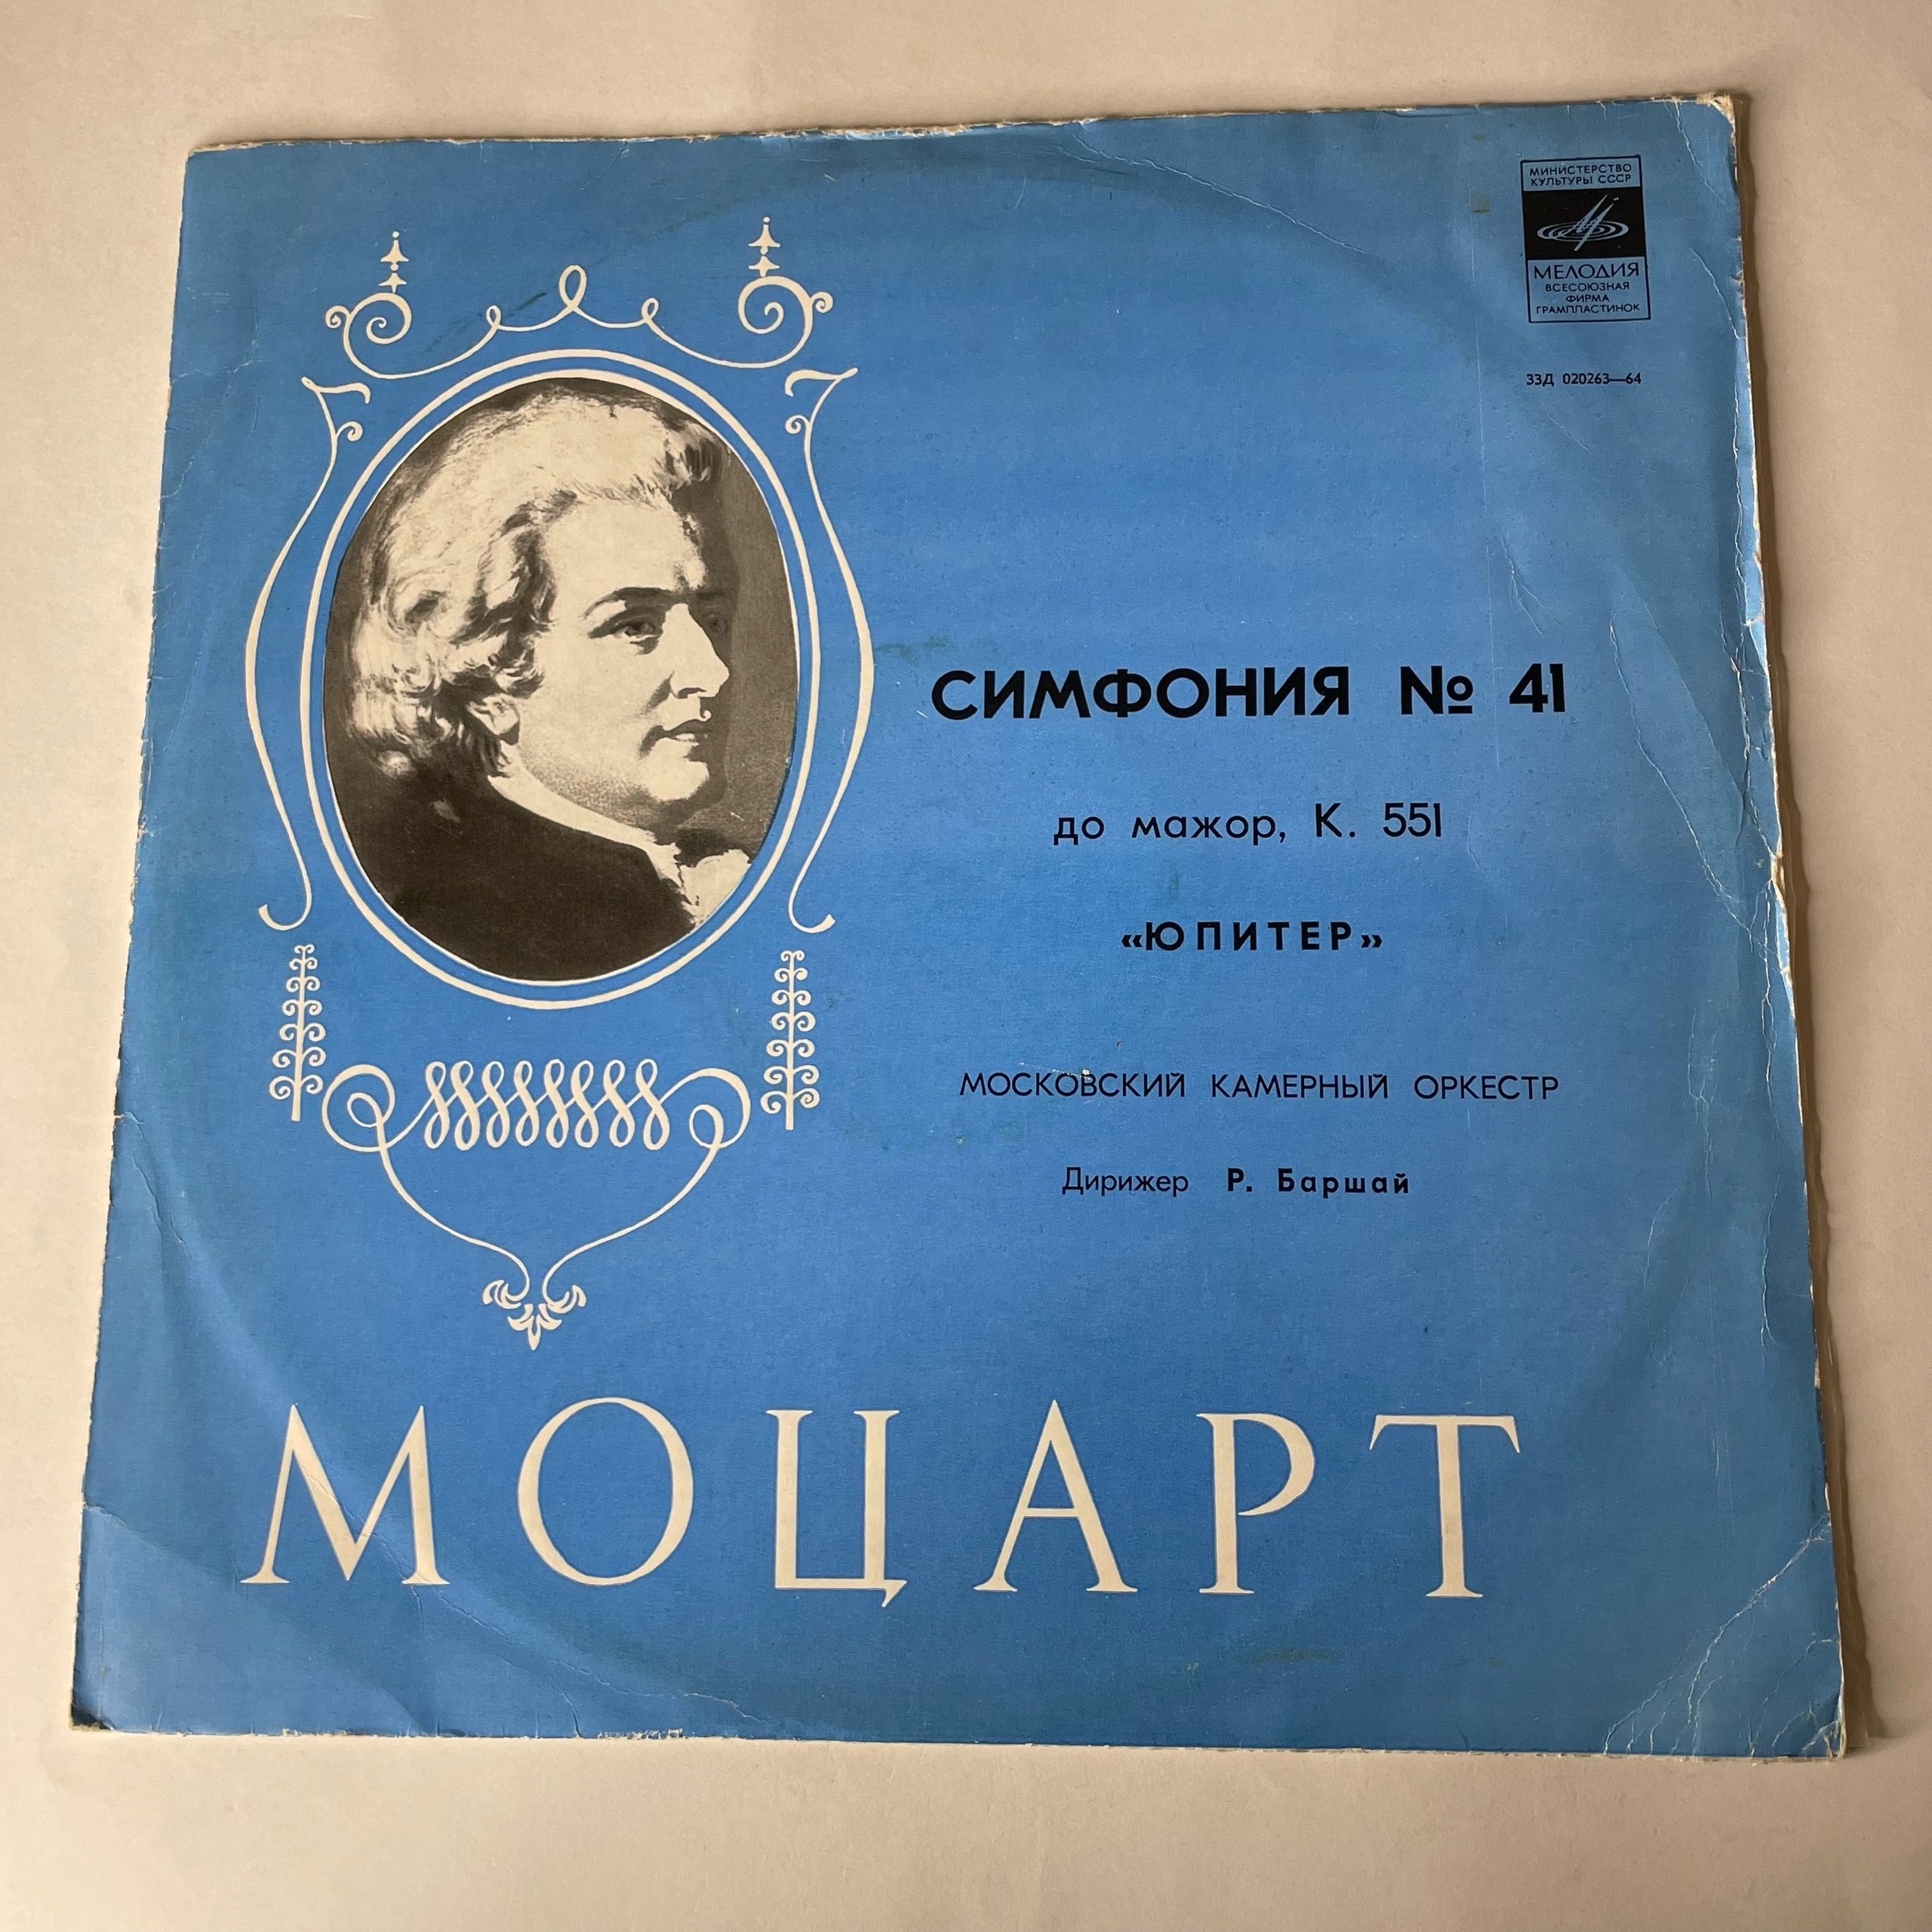 МИНИСТЕРСТВО
КУЛЬТУРЫ СССР
МЕЛОДИЯ
ВСЕСОЮЗНАЯ
ФИРМА
ГРАМПЛАСТИНОК
33Д 020263—64
СИМФОНИЯ № 41
до мажор, К. 551
«ЮПИТЕР»
МОСКОВСКИЙ КАМЕРНЫЙ ОРКЕСТР
Дирижер Р. Баршай
МОЦАРТ